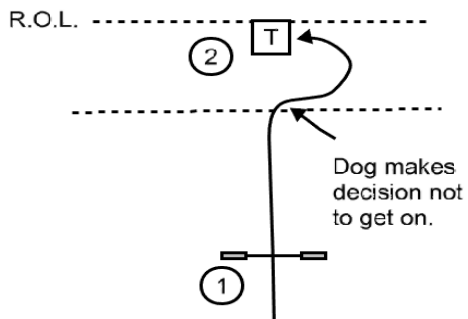 R.O.L.
T
2
Dog makes
decision not
to get on.
1